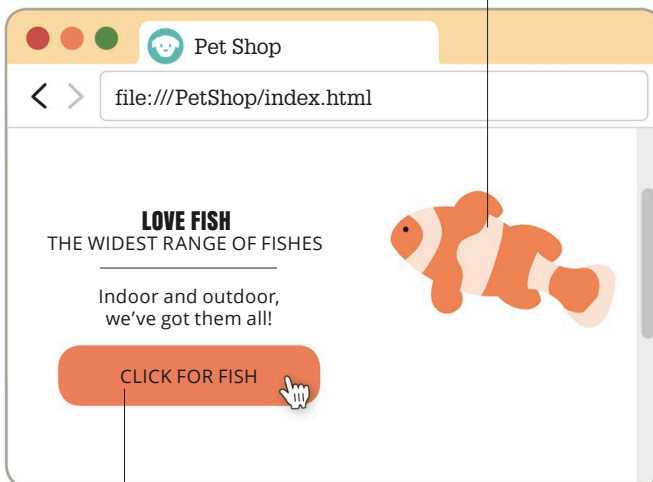 Pet Shop
file:///PetShop/index.html
LOVE FISH
THE WIDEST RANGE OF FISHES
Indoor and outdoor,
we’ve got them all!
CLICK FOR FISH